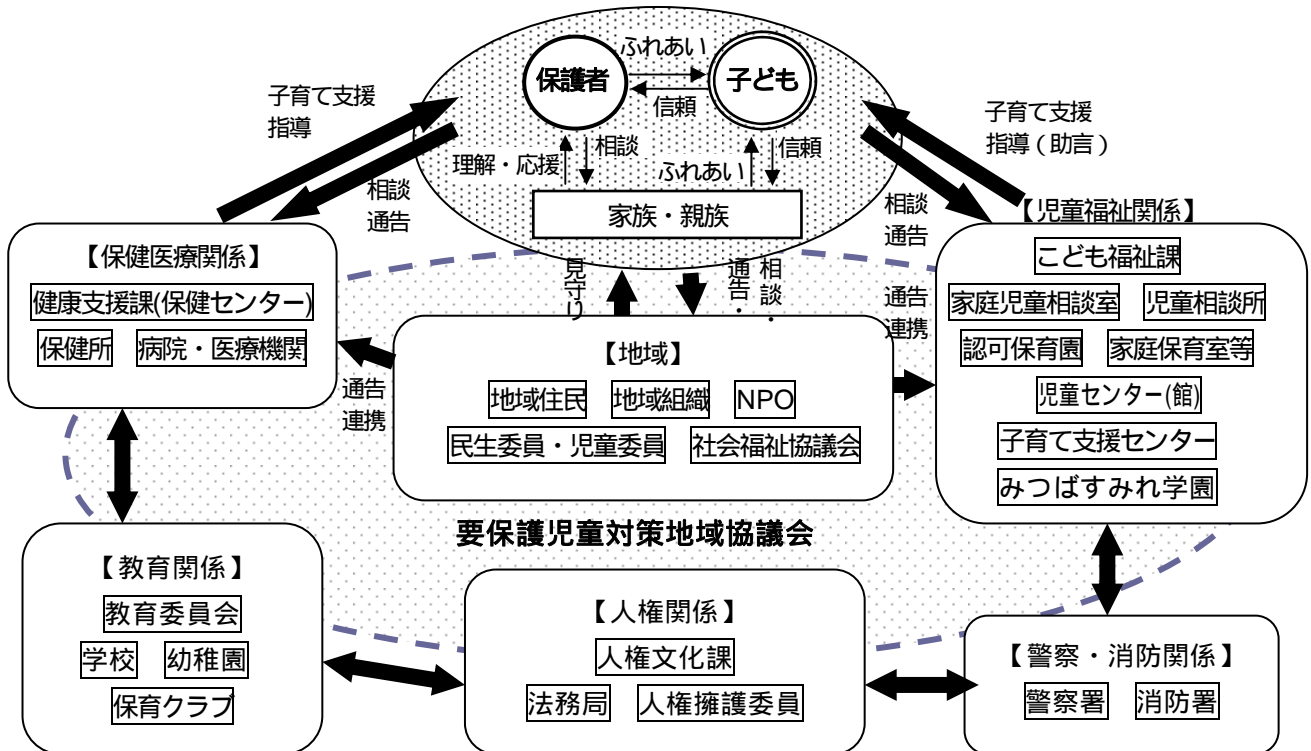 ふれあい
保護者
子ども
信頼
子育て支援
指導
子育て支援
指導（助言）
理解・応援
相談
ふれあい
信頼
家族・親族
相談
通告
相談
通告
見守り
相談・
通告・
通告
連携
【保健医療関係】
健康支援課(保健センター)
保健所 病院・医療機関
【児童福祉関係】
こども福祉課
家庭児童相談室 児童相談所
認可保育園 家庭保育室等
児童センター(館)
子育て支援センター
みつばすみれ学園
【地域】
地域住民 地域組織 NPO
民生委員・児童委員 社会福祉協議会
通告
連携
要保護児童対策地域協議会
【教育関係】
教育委員会
学校 幼稚園
保育クラブ
【人権関係】
人権文化課
法務局 人権擁護委員
【警察・消防関係】
警察署 消防署